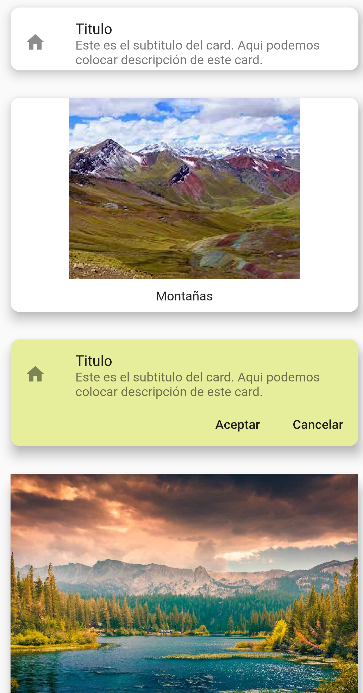 Titulo
Este es el subtitulo del card. Aqui podemos
colocar descripción de este card.
Montañas
Titulo
Este es el subtitulo del card. Aqui podemos
colocar descripción de este card.
Aceptar Cancelar